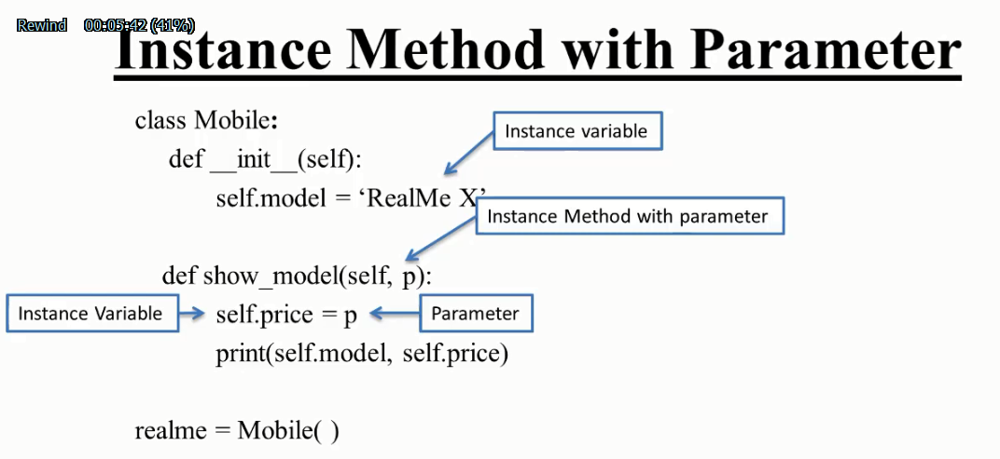 Rewind 00:05:42 (41%)
Instance Method with Parameter
class Mobile:
Instance variable
def __init__(self):
self.model = ‘RealMe X’
Instance Method with parameter
def show_model(self, p):
Instance Variable
self.price = p
Parameter
print(self.model, self.price)
realme = Mobile( )